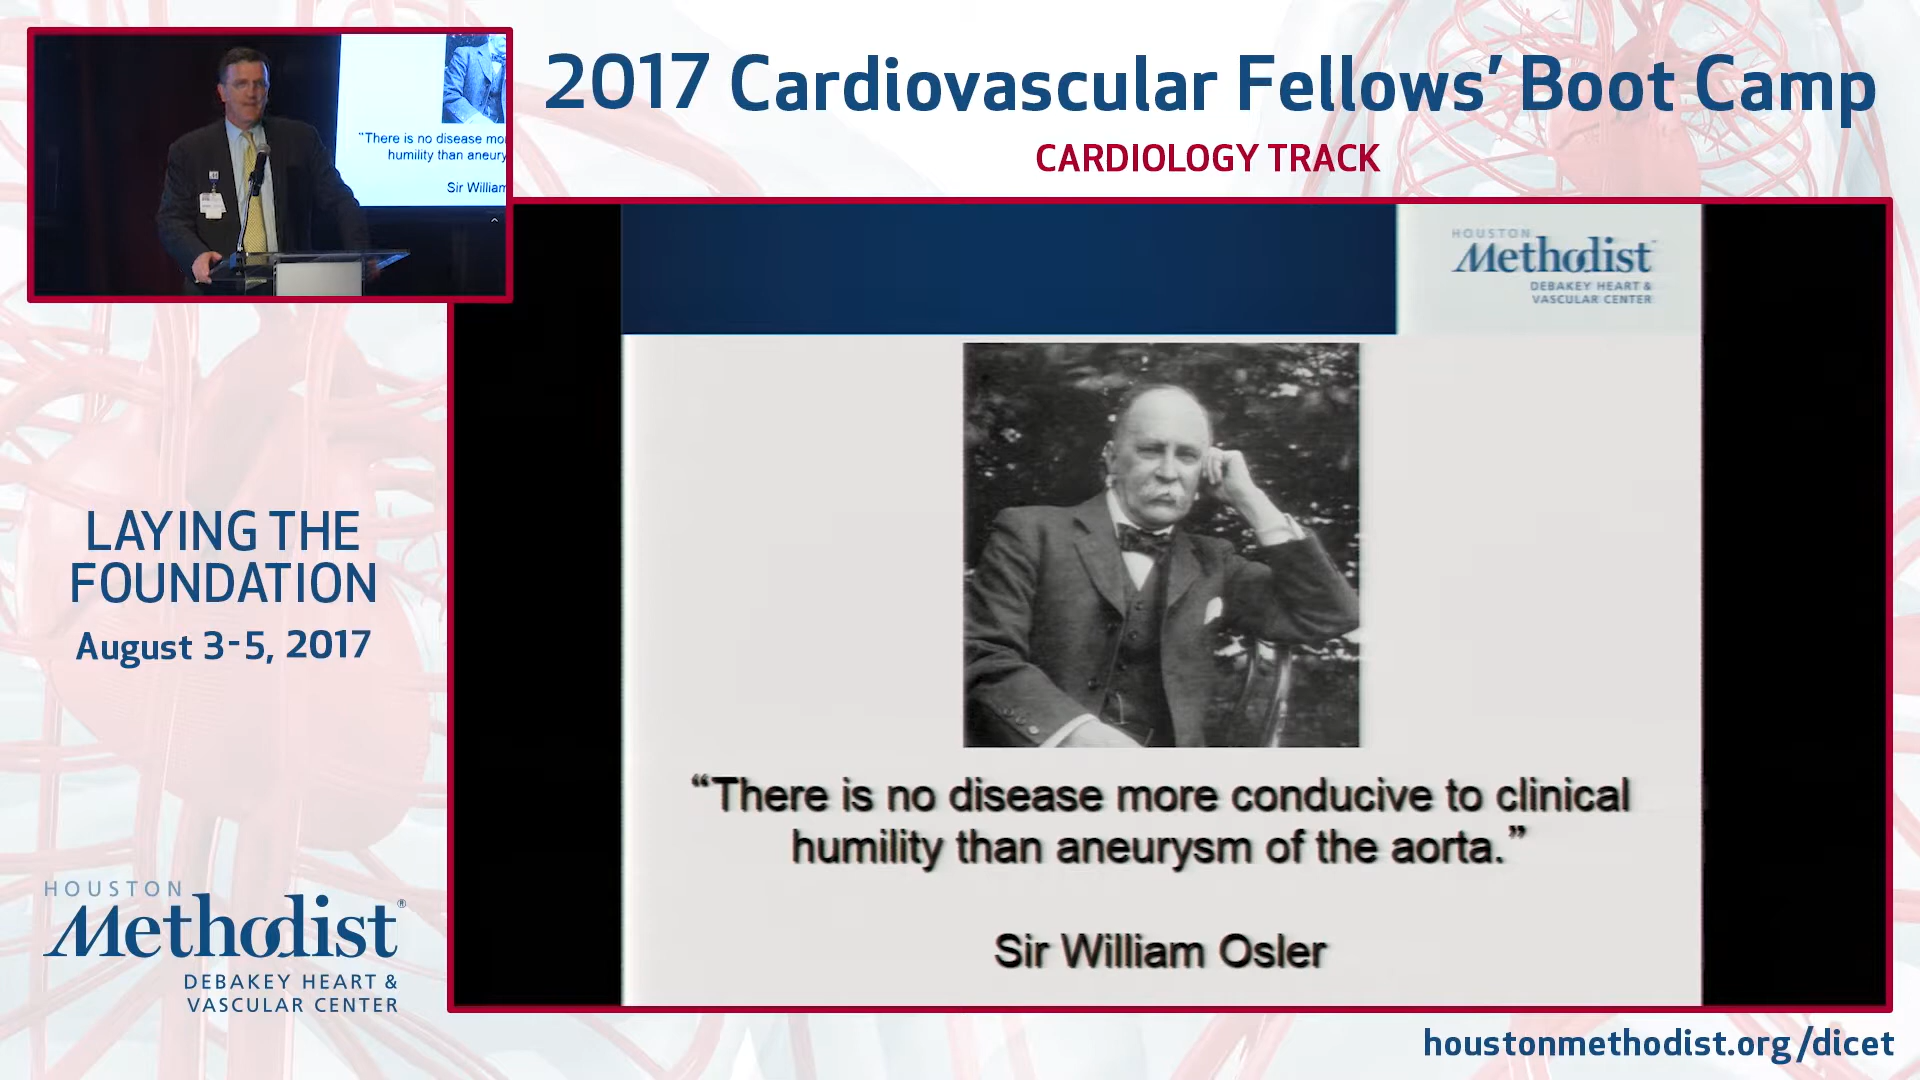 2017 Cardiovascular Fellows’ Boot Camp
CARDIOLOGY TRACK
“There is no disease mo
humility than aneury
Sir William
HOUSTON
Methodist
DEBAKEY HEART &
VASCULAR CENTER
“There is no disease more conducive to clinical
humility than aneurysm of the aorta.”
Sir William Osler
LAYING THE
FOUNDATION
August 3-5, 2017
HOUSTON
Methodist®
DEBAKEY HEART &
VASCULAR CENTER
houstonmethodist.org/dicet